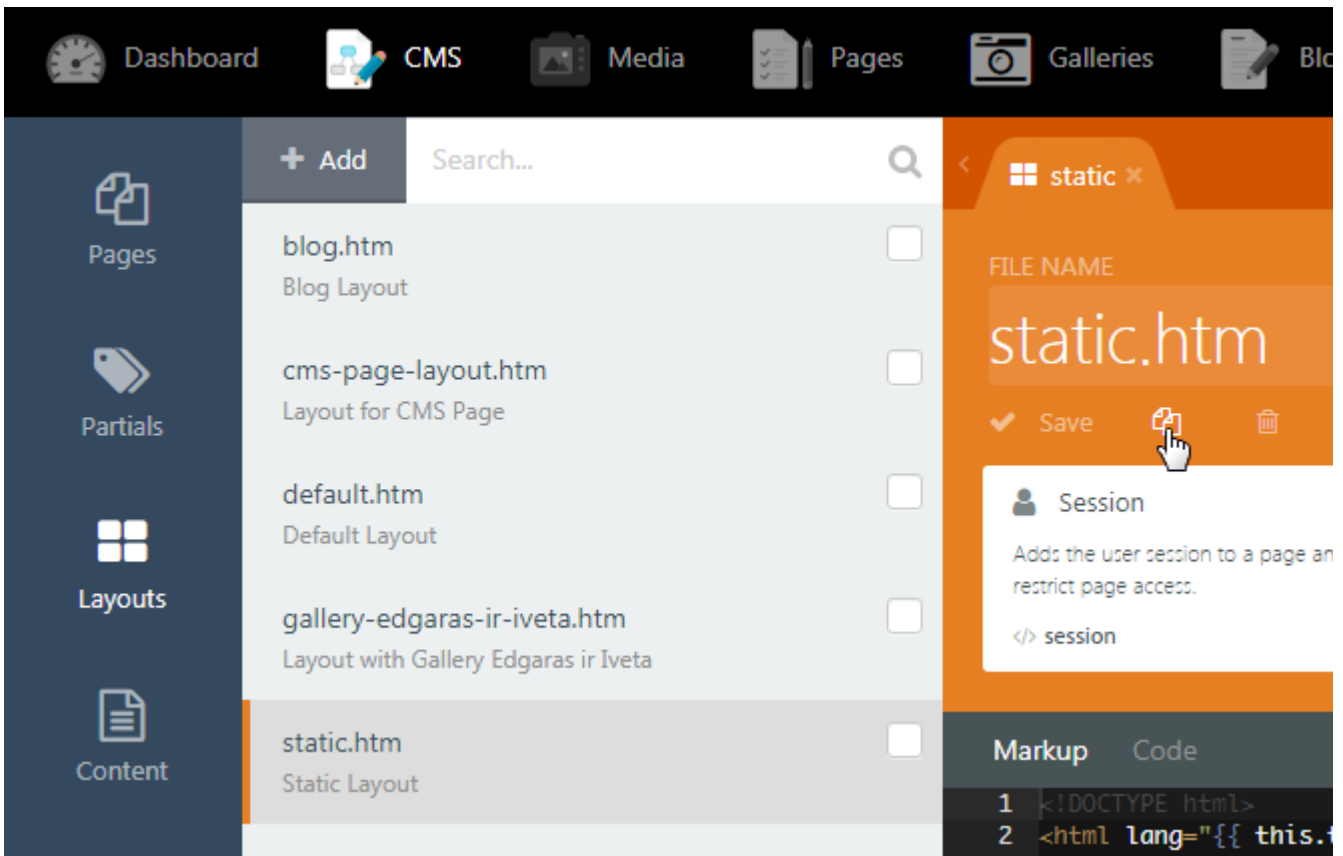 Dashboard CMS Media Pages Galleries
+ Add Search...
Pages
Partials
Layouts
Content
blog.htm
Blog Layout
cms-page-layout.htm
Layout for CMS Page
default.htm
Default Layout
gallery-edgaras-ir-iveta.htm
Layout with Gallery Edgaras ir Iveta
static.htm
Static Layout
static
FILE NAME
static.htm
Save
Session
Adds the user session to a page an
restrict page access.
</> session
Markup Code
1 <!DOCTYPE html>
2 <html lang="{{ this.t